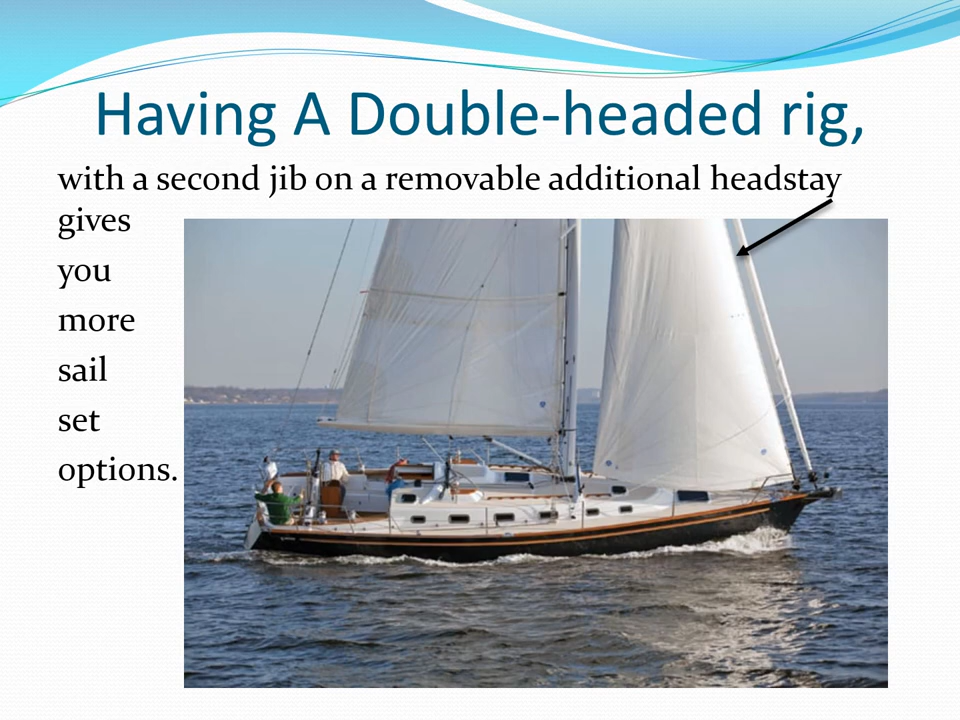 Having A Double-headed rig,
with a second jib on a removable additional headstay
gives
you
more
sail
set
options.